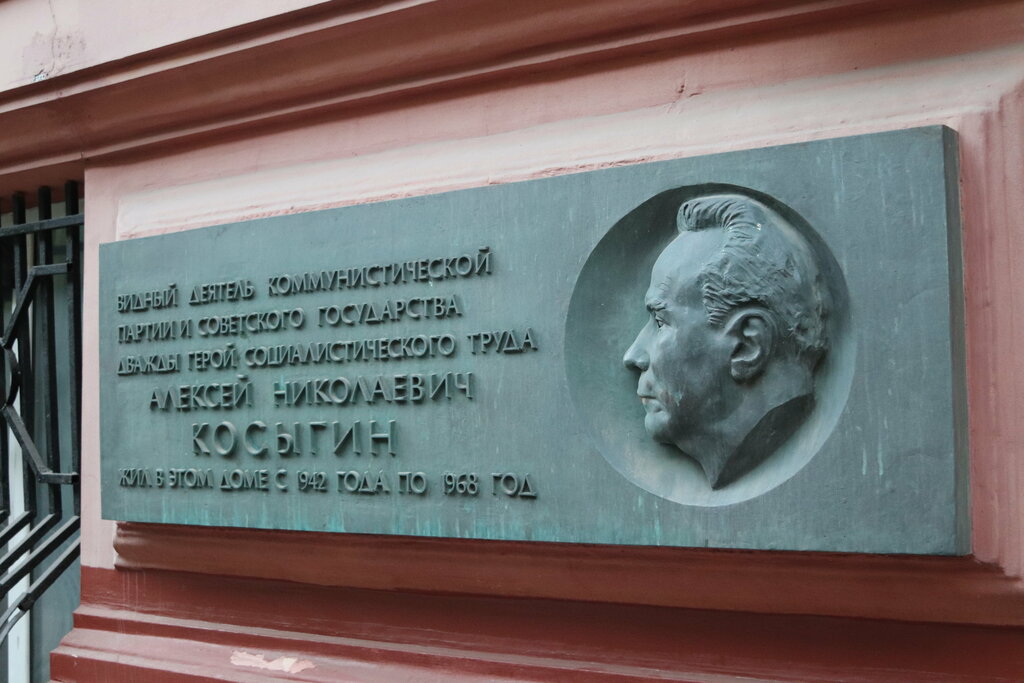 ВИДНЫЙ ДЕЯТЕЛЬ КОММУНИСТИЧЕСКОЙ
ПАРТИИ И СОВЕТСКОГО ГОСУДАРСТВА
ДВАЖДЫ ГЕРОЙ СОЦИАЛИСТИЧЕСКОГО ТРУДА
АЛЕКСЕЙ НИКОЛАЕВИЧ
КОСЫГИН
ЖИЛ В ЭТОМ ДОМЕ С 1942 ГОДА ПО 1968 ГОД